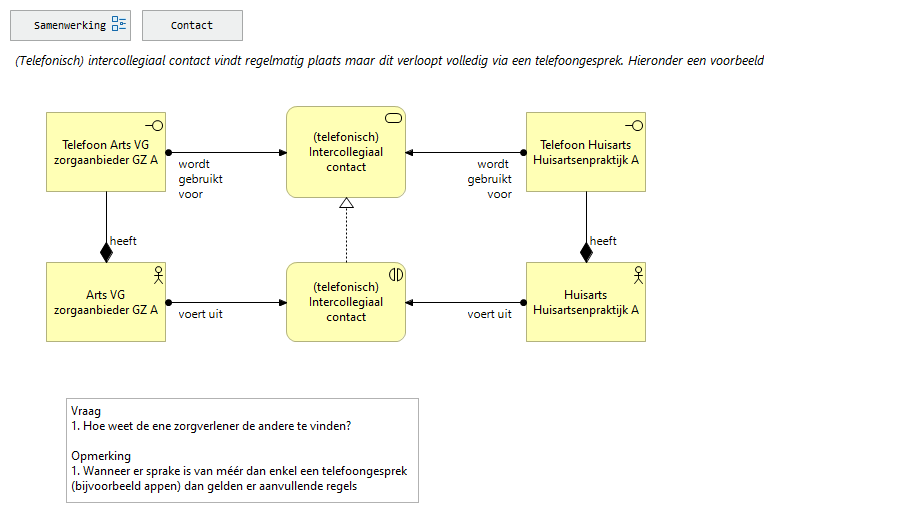 Samenwerking
Contact
(Telefonisch) intercollegiaal contact vindt regelmatig plaats maar dit verloopt volledig via een telefoongesprek. Hieronder een voorbeeld
Telefoon Arts VG
zorgaanbieder GZ A
wordt
gebruikt
voor
(telefonisch)
Intercollegiaal
contact
wordt
gebruikt
voor
Telefoon Huisarts
Huisartsenpraktijk A
heeft
heeft
Arts VG
zorgaanbieder GZ A
voert uit
(telefonisch)
Intercollegiaal
contact
voert uit
Huisarts
Huisartsenpraktijk A
Vraag
1. Hoe weet de ene zorgverlener de andere te vinden?
Opmerking
1. Wanneer er sprake is van méér dan enkel een telefoongesprek
(bijvoorbeeld appen) dan gelden er aanvullende regels